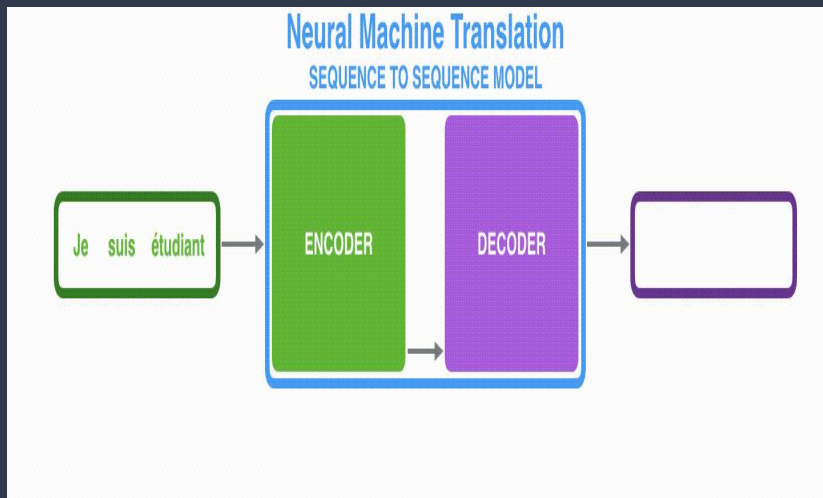 Neural Machine Translation
SEQUENCE TO SEQUENCE MODEL
Je suis étudiant
ENCODER
DECODER